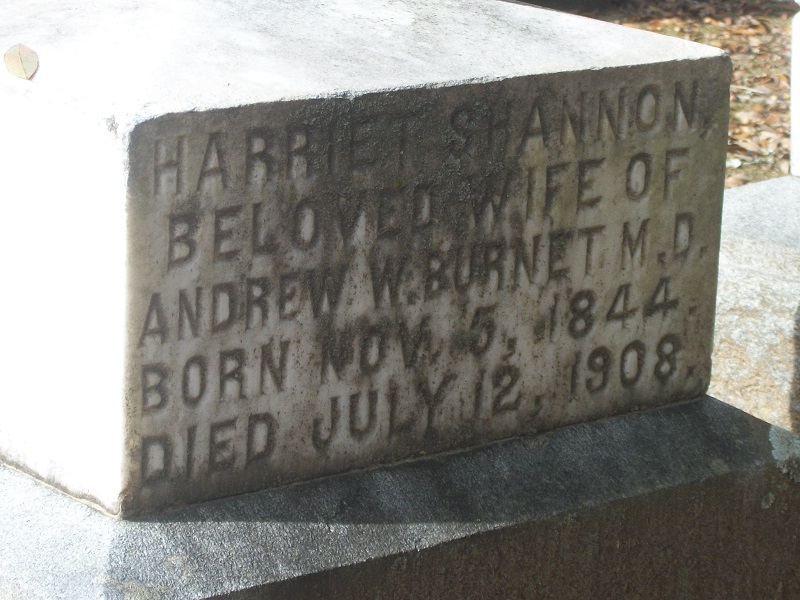 HARRIET SHANNON,
BELOVED WIFE OF
ANDREW W. BURNET M.D.
BORN NOV. 5, 1844.
DIED JULY 12, 1908.